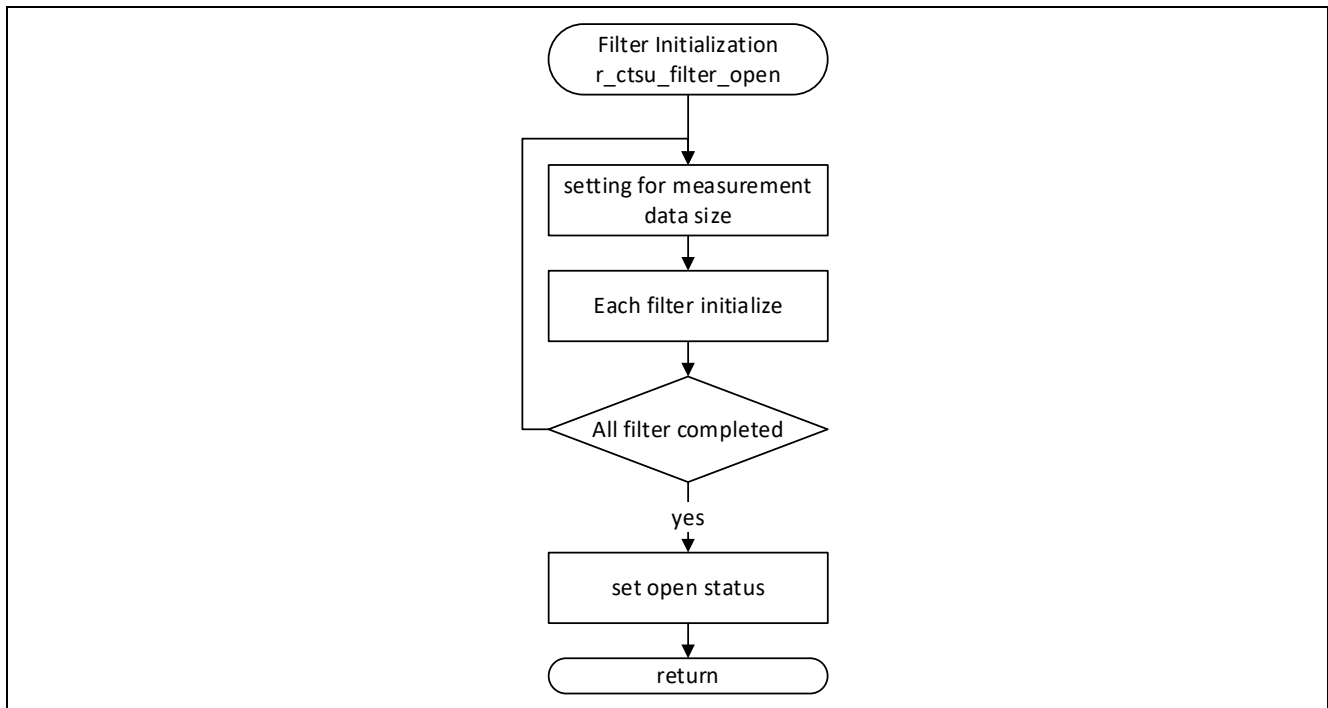 Filter Initialization
r_ctsu_filter_open
setting for measurement
data size
Each filter initialize
All filter completed
yes
set open status
return